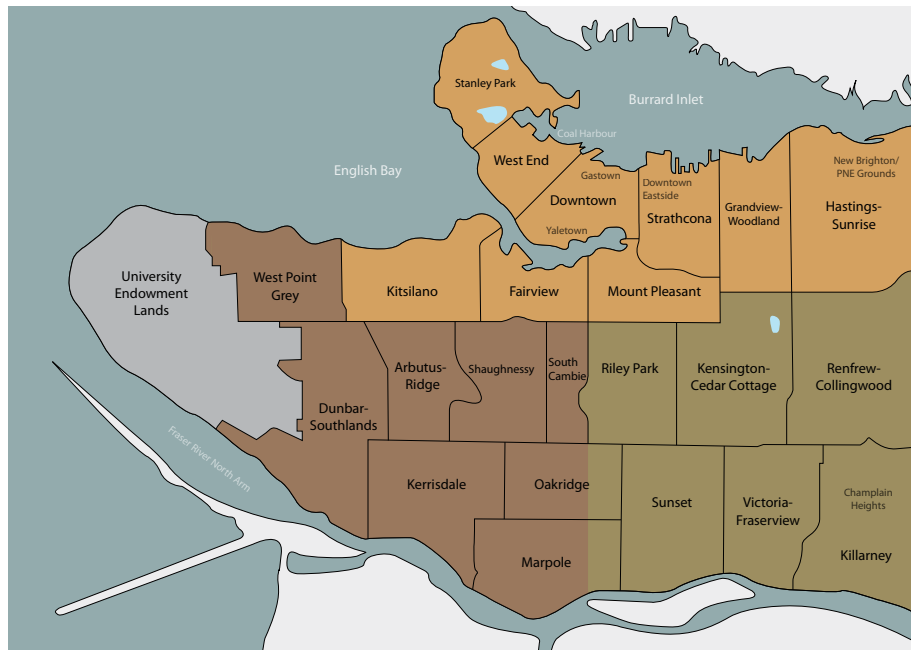 Stanley Park
Burrard Inlet
Coal Harbour
English Bay
West End
Gastown
Downtown
Yaletown
Downtown
Eastside
Strathcona
Grandview-
Woodland
New Brighton/
PNE Grounds
Hastings-
Sunrise
University
Endowment
Lands
West Point
Grey
Kitsilano
Fairview
Mount Pleasant
Arbutus-
Ridge
Shaughnessy
South
Cambie
Riley Park
Kensington-
Cedar Cottage
Renfrew-
Collingwood
Dunbar-
Southlands
Fraser River North Arm
Kerrisdale
Oakridge
Sunset
Victoria-
Fraserview
Champlain
Heights
Killarney
Marpole